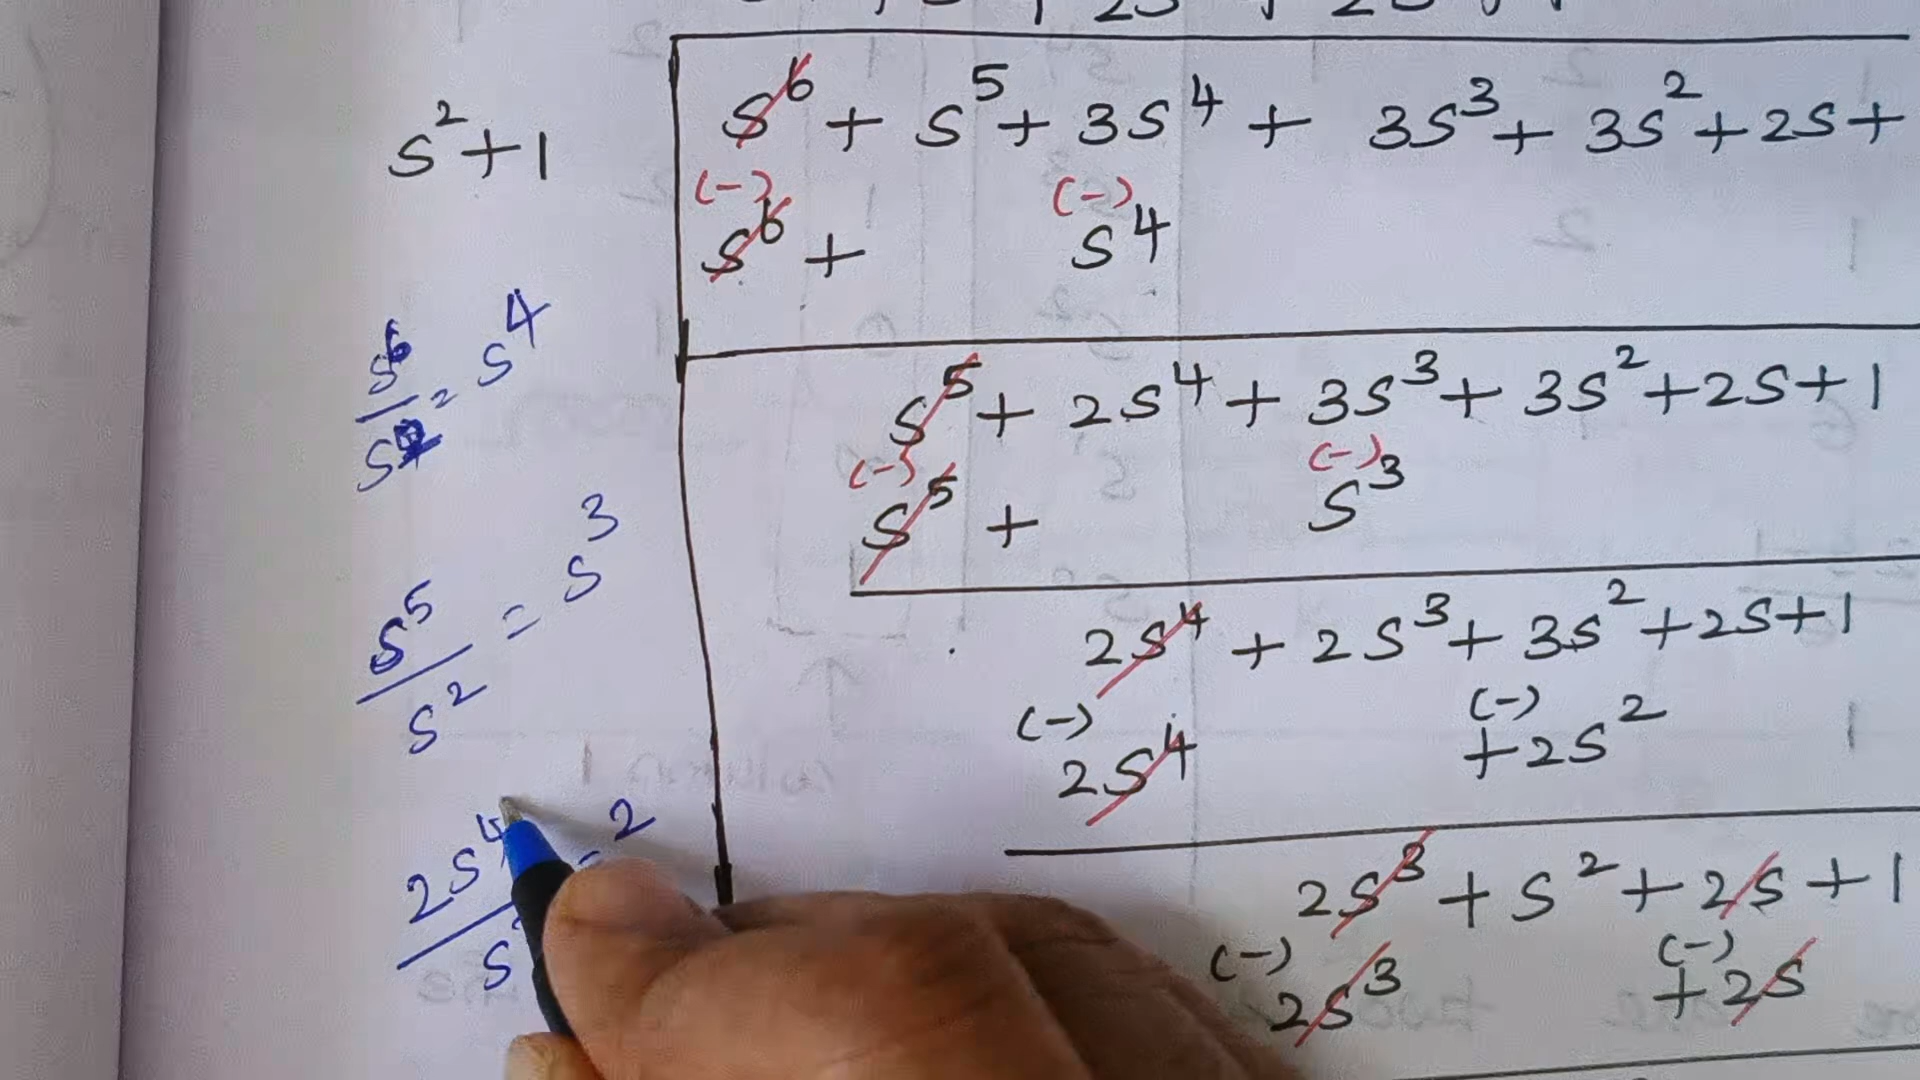 s² + 1
s⁶ + s⁵ + 3s⁴ + 3s³ + 3s² + 2s +
(-) (-)
s⁶ + s⁴
s⁵ + 2s⁴ + 3s³ + 3s² + 2s + 1
(-) (-)
s⁵ + s³
2s⁴ + 2s³ + 3s² + 2s + 1
(-) (-)
2s⁴ + 2s²
2s³ + s² + 2s + 1
(-) (-)
2s³ + 2s
s⁶
/s² = s⁴
s⁵
/s² = s³
2s⁴
/s = 2